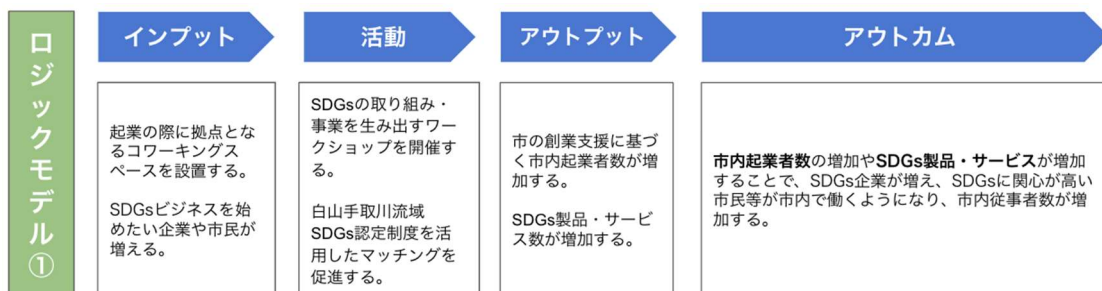 ロジックモデル①
インプット
起業の際に拠点とな
るコワーキングス
ペースを設置する。
SDGsビジネスを始
めたい企業や市民が
増える。
活動
SDGsの取り組み・
事業を生み出すワー
クショップを開催す
る。
白山手取川流域
SDGs認定制度を活
用したマッチングを
促進する。
アウトプット
市の創業支援に基づ
く市内起業者数が増
加する。
SDGs製品・サービ
ス数が増加する。
アウトカム
市内起業者数の増加やSDGs製品・サービスが増加
することで、SDGs企業が増え、SDGsに関心が高い
市民等が市内で働くようになり、市内従事者数が増
加する。